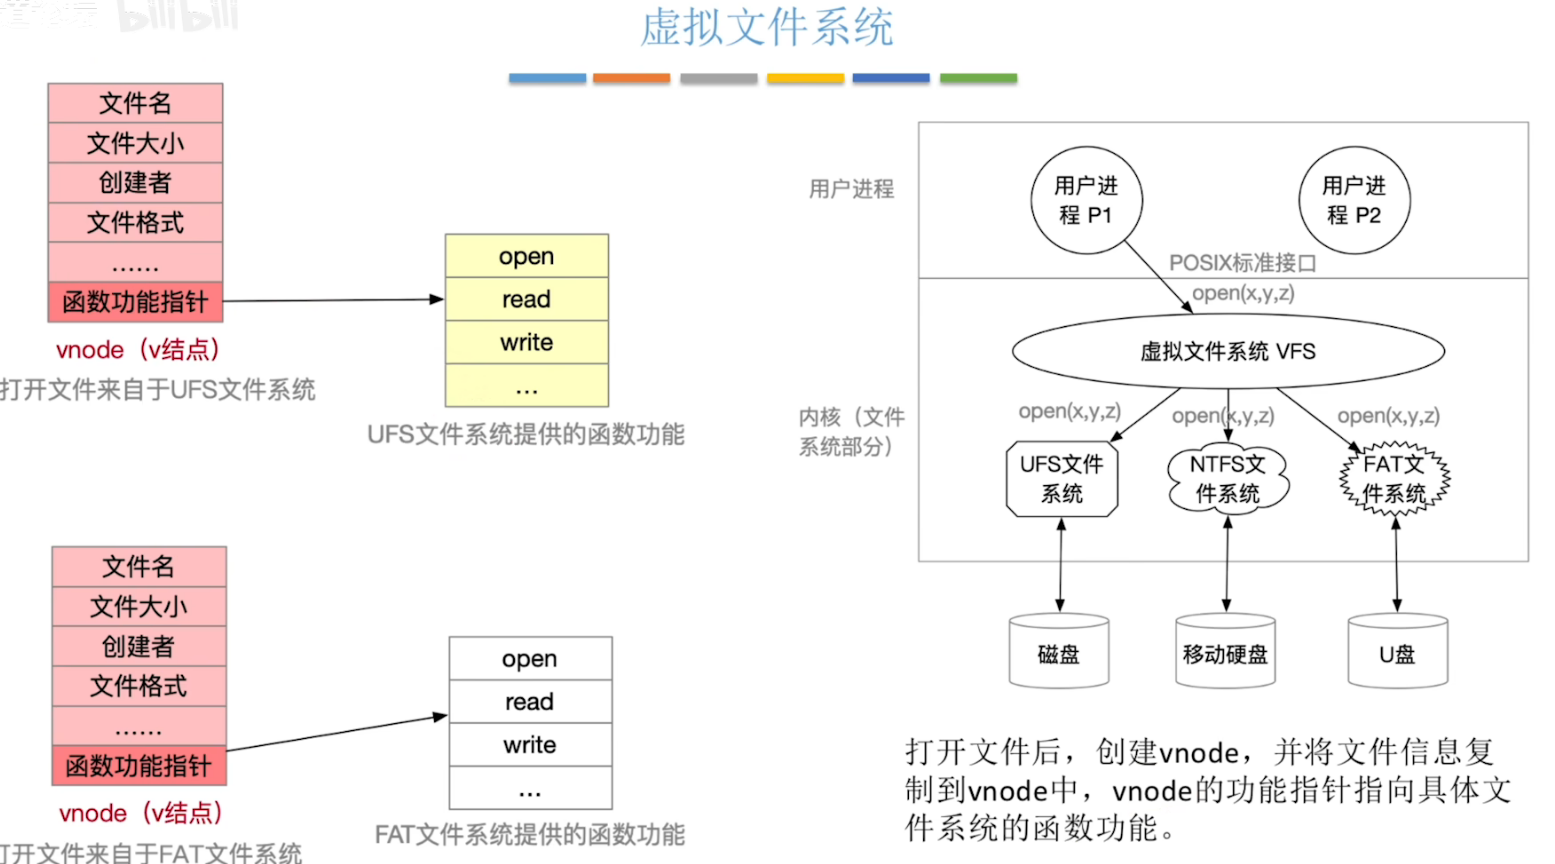 bilibili
虚拟文件系统
文件名
文件大小
创建者
文件格式
......
函数功能指针
vnode（v结点）
打开文件来自于UFS文件系统
open
read
write
...
UFS文件系统提供的函数功能
文件名
文件大小
创建者
文件格式
......
函数功能指针
vnode（v结点）
打开文件来自于FAT文件系统
open
read
write
...
FAT文件系统提供的函数功能
用户进程
用户进
程 P1
用户进
程 P2
POSIX标准接口
open(x,y,z)
虚拟文件系统 VFS
内核（文件
系统部分）
open(x,y,z)
open(x,y,z)
open(x,y,z)
UFS文件
系统
NTFS文
件系统
FAT文
件系统
磁盘
移动硬盘
U盘
打开文件后，创建vnode，并将文件信息复
制到vnode中，vnode的功能指针指向具体文
件系统的函数功能。